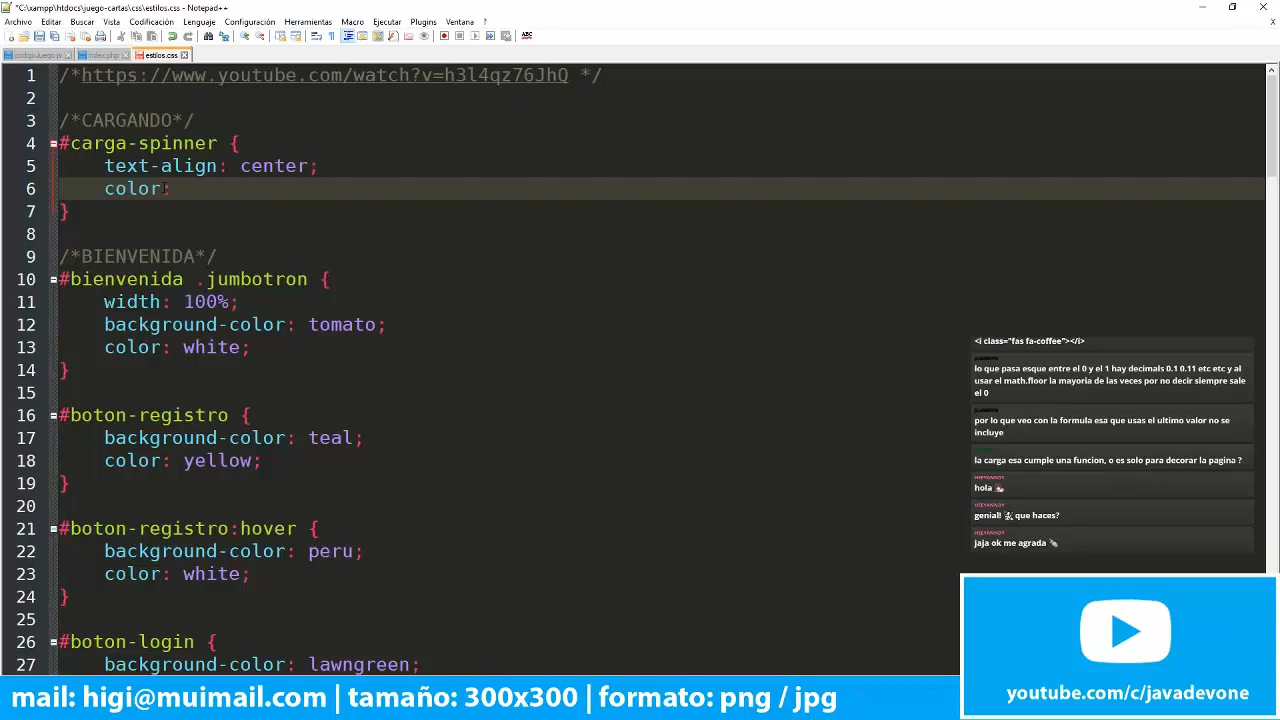 *C:\xampp\htdocs\juego-cartas\css\estilos.css - Notepad++
Archivo Editar Buscar Vista Codificación Lenguaje Configuración Herramientas Macro Ejecutar Plugins Ventana ?
index.php estilos.css
1 /*https://www.youtube.com/watch?v=h3l4qz76JhQ */
2
3 /*CARGANDO*/
4 #carga-spinner {
5 text-align: center;
6 color:
7 }
8
9 /*BIENVENIDA*/
10 #bienvenida .jumbotron {
11 width: 100%;
12 background-color: tomato;
13 color: white;
14 }
15
16 #boton-registro {
17 background-color: teal;
18 color: yellow;
19 }
20
21 #boton-registro:hover {
22 background-color: peru;
23 color: white;
24 }
25
26 #boton-login {
27 background-color: lawngreen;
<i class="fas fa-coffee"></i>
lo que pasa esque entre el 0 y el 1 hay decimals 0.1 0.11 etc etc y al
usar el math.floor la mayoria de las veces por no decir siempre sale
el 0
por lo que veo con la formula esa que usas el ultimo valor no se
incluye
la carga esa cumple una funcion, o es solo para decorar la pagina ?
hola
genial! que haces?
jaja ok me agrada
youtube.com/c/javadevone
mail: higi@muimail.com | tamaño: 300x300 | formato: png / jpg